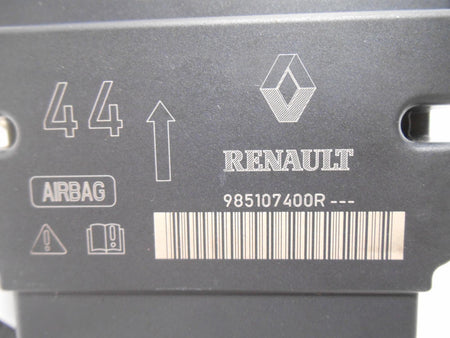 44
RENAULT
AIRBAG
985107400R ---